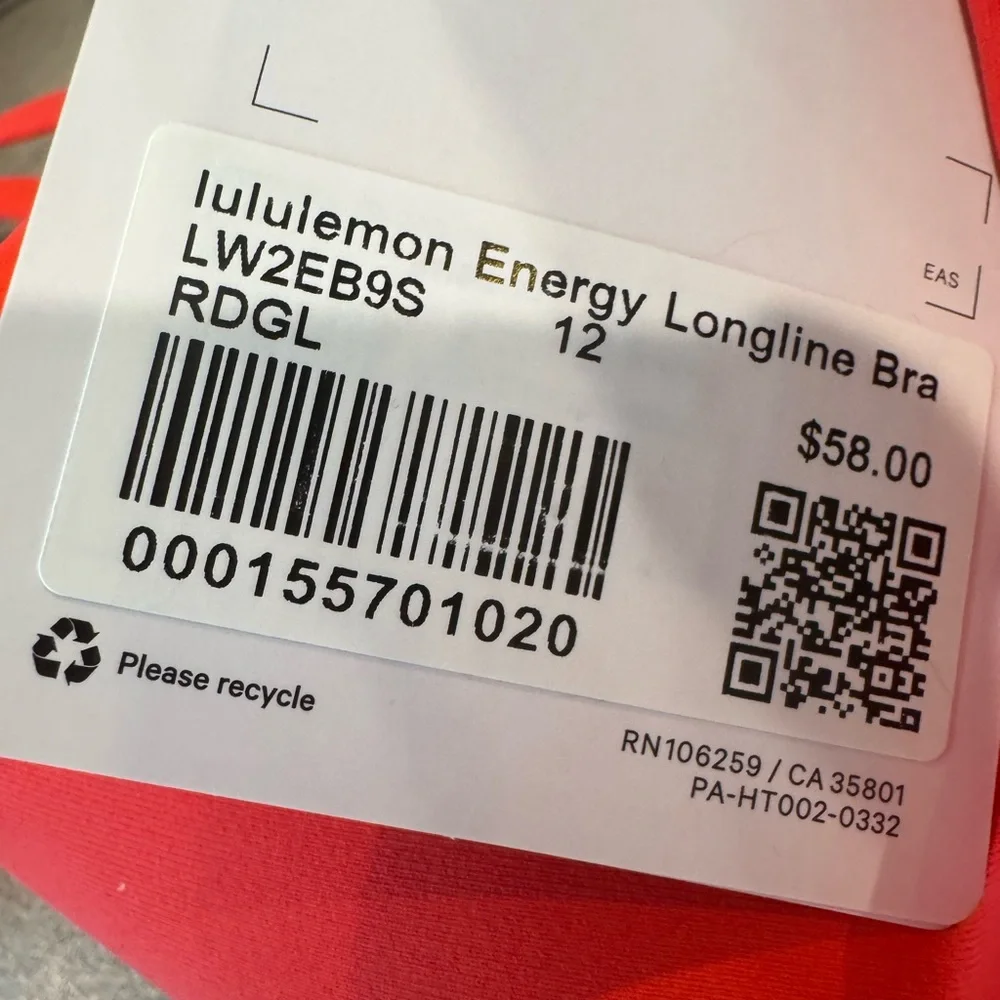 lululemon Energy Longline Bra
LW2EB9S
RDGL 12
$58.00
000155701020
EAS
Please recycle
RN106259 / CA 35801
PA-HT002-0332